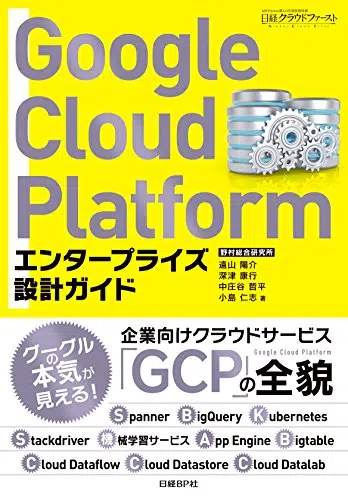 日経クラウドファースト
Google
Cloud
Platform
エンタープライズ
設計ガイド
野村総合研究所
遠山 陽介
深津 康行
中庄谷 哲平
小島 仁志 著
グーグルの
本気が
見える!
企業向けクラウドサービス
Google Cloud Platform
「GCP」の全貌
Spanner BigQuery Kubernetes
Stackdriver 機械学習サービス App Engine Bigtable
Cloud Dataflow Cloud Datastore Cloud Datalab
日経BP社